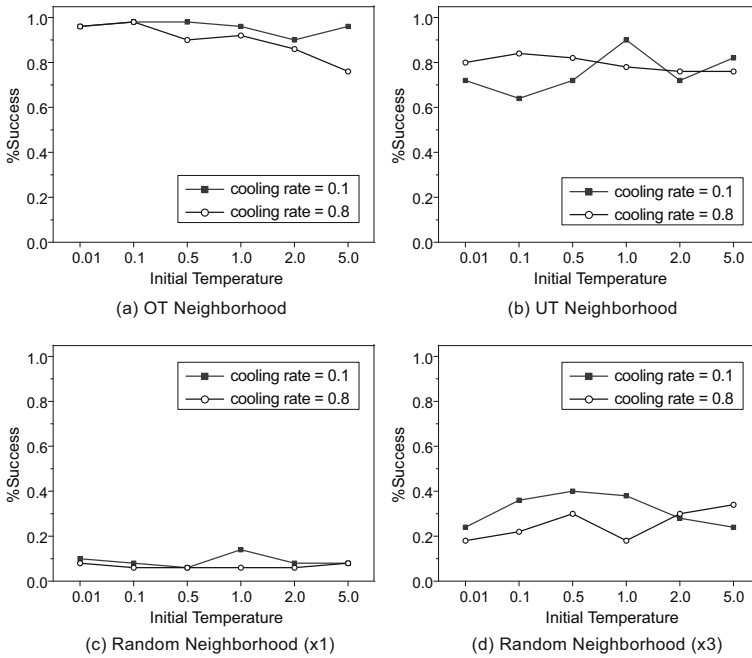 1.0
0.8
0.6
0.4
0.2
0.0
%Success
cooling rate = 0.1
cooling rate = 0.8
0.01 0.1 0.5 1.0 2.0 5.0
Initial Temperature
(a) OT Neighborhood
1.0
0.8
0.6
0.4
0.2
0.0
%Success
cooling rate = 0.1
cooling rate = 0.8
0.01 0.1 0.5 1.0 2.0 5.0
Initial Temperature
(b) UT Neighborhood
1.0
0.8
0.6
0.4
0.2
0.0
%Success
cooling rate = 0.1
cooling rate = 0.8
0.01 0.1 0.5 1.0 2.0 5.0
Initial Temperature
(c) Random Neighborhood (x1)
1.0
0.8
0.6
0.4
0.2
0.0
%Success
cooling rate = 0.1
cooling rate = 0.8
0.01 0.1 0.5 1.0 2.0 5.0
Initial Temperature
(d) Random Neighborhood (x3)